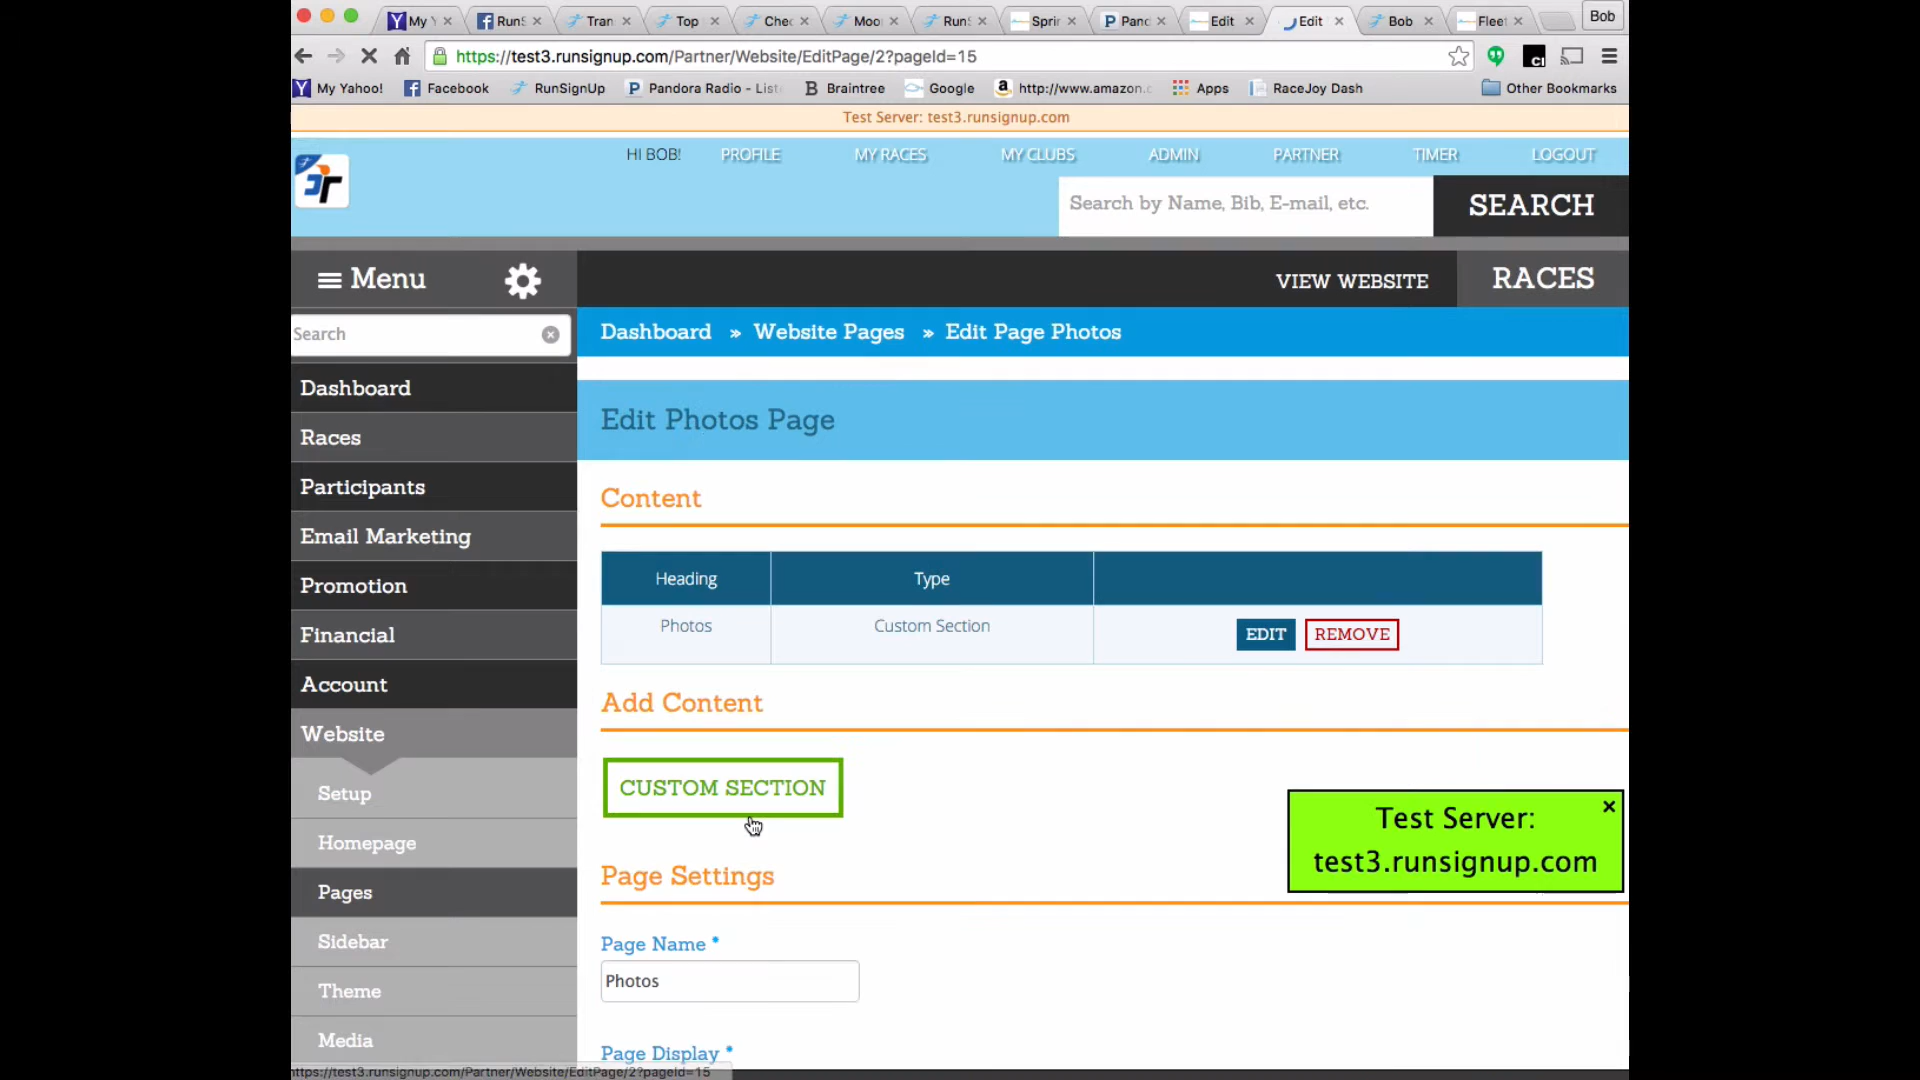 My Y
RunS
Tran
Top
Chec
Moo
RunS
Sprin
Pand
Edit
Edit
Bob
Fleet
Bob
https://test3.runsignup.com/Partner/Website/EditPage/2?pageId=15
My Yahoo!
Facebook
RunSignUp
Pandora Radio - List
Braintree
Google
http://www.amazon.c
Apps
RaceJoy Dash
Other Bookmarks
Test Server: test3.runsignup.com
HI BOB!
PROFILE
MY RACES
MY CLUBS
ADMIN
PARTNER
TIMER
LOGOUT
Search by Name, Bib, E-mail, etc.
SEARCH
Menu
VIEW WEBSITE
RACES
Search
Dashboard » Website Pages » Edit Page Photos
Dashboard
Races
Participants
Email Marketing
Promotion
Financial
Account
Website
Setup
Homepage
Pages
Sidebar
Theme
Media
Edit Photos Page
Content
Heading
Type
Photos
Custom Section
EDIT
REMOVE
Add Content
CUSTOM SECTION
Page Settings
Page Name *
Photos
Page Display *
Test Server:
test3.runsignup.com
https://test3.runsignup.com/Partner/Website/EditPage/2?pageId=15